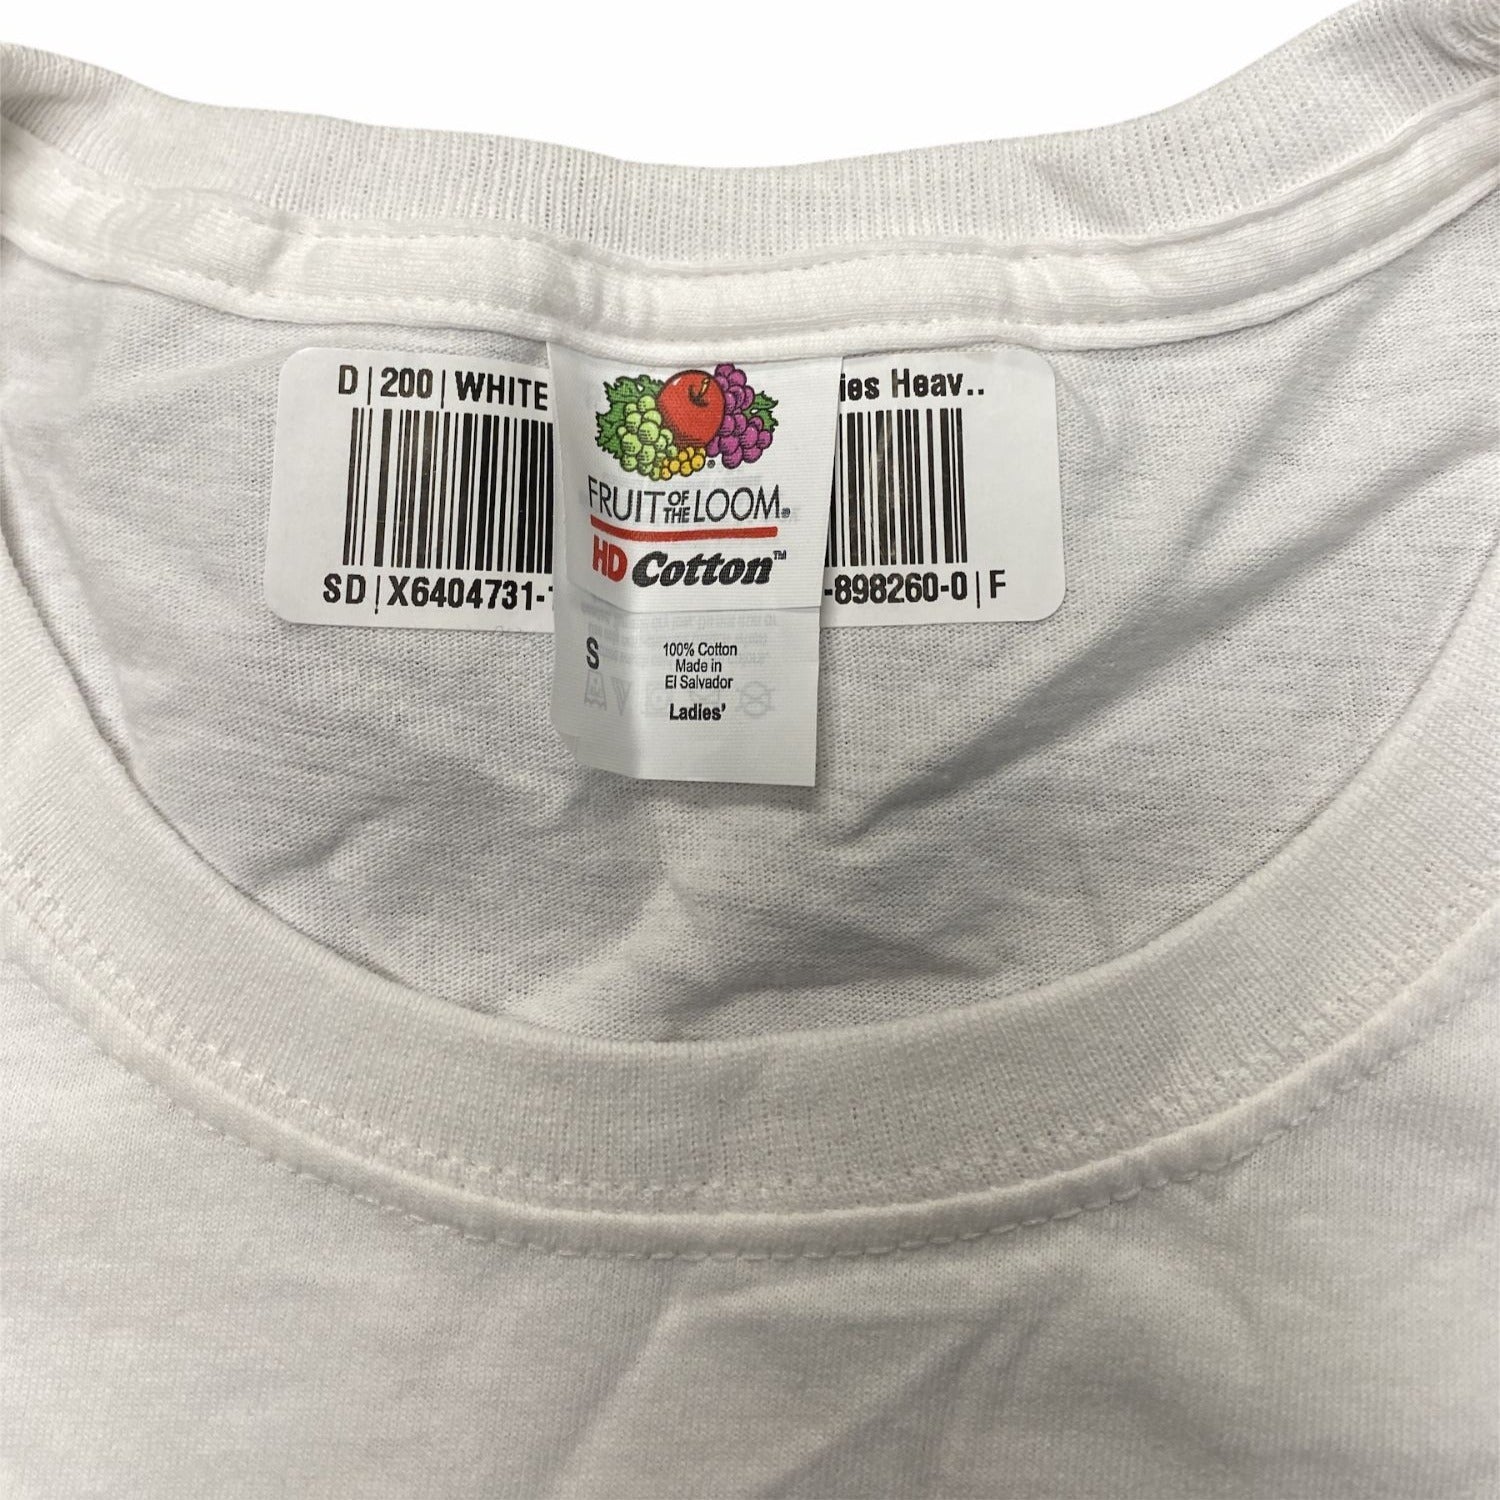 D|200|WHITE
ies Heav..
FRUIT OF THE LOOM®
HD Cotton™
SD|X6404731-
-898260-0|F
S
100% Cotton
Made in
El Salvador
Ladies'